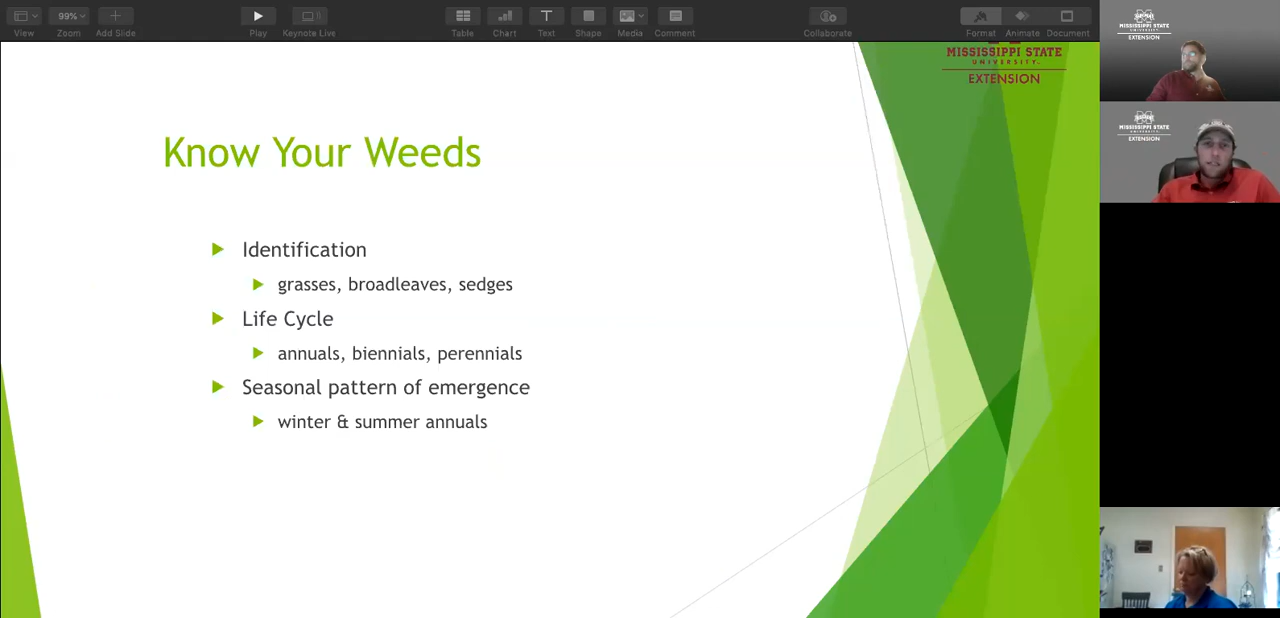 99%
View
Zoom
Add Slide
Play
Keynote Live
Table
Chart
Text
Shape
Media
Comment
Collaborate
Format
Animate
Document
MISSISSIPPI STATE
UNIVERSITY™
EXTENSION
Know Your Weeds
Identification
grasses, broadleaves, sedges
Life Cycle
annuals, biennials, perennials
Seasonal pattern of emergence
winter & summer annuals
MISSISSIPPI STATE
UNIVERSITY
EXTENSION
MISSISSIPPI STATE
UNIVERSITY
EXTENSION